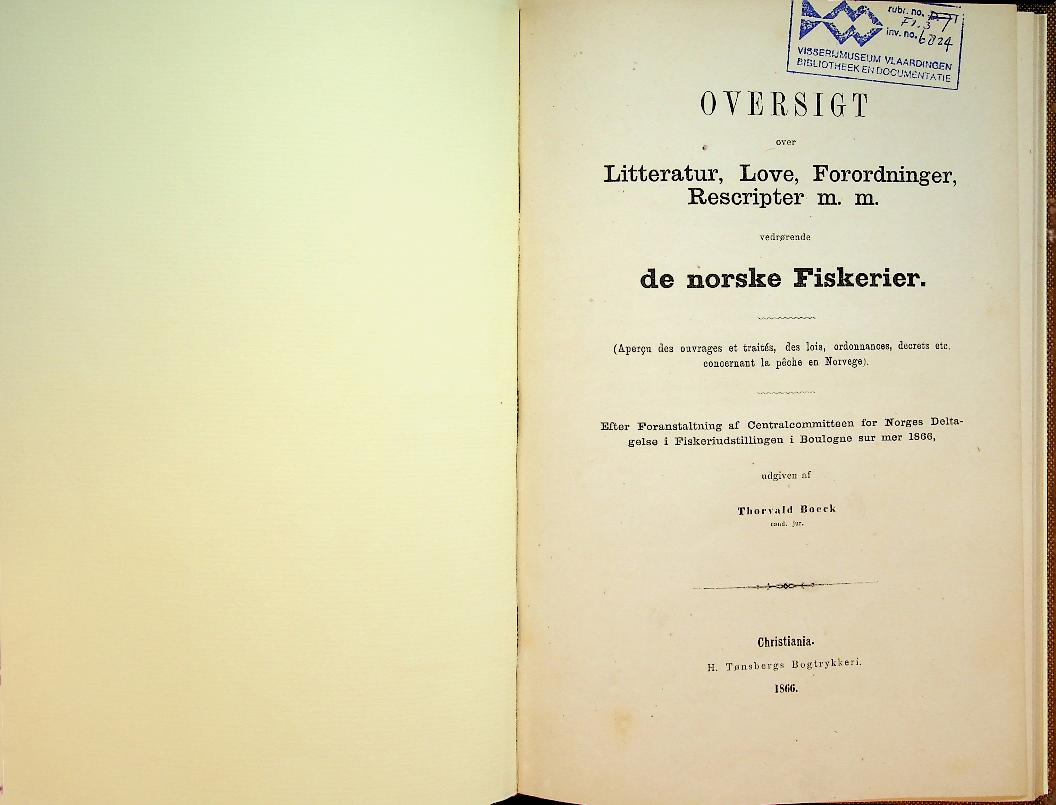 rubr. no.
Fi. 3
inv. no. 6824
VISSERIJMUSEUM VLAARDINGEN
BIBLIOTHEEK EN DOCUMENTATIE
OVERSIGT
over
Litteratur, Love, Forordninger,
Rescripter m. m.
vedrørende
de norske Fiskerier.
(Aperçu des ouvrages et traités, des lois, ordonnances, decrets etc.
concernant la pêche en Norvege).
Efter Foranstaltning af Centralcommitteen for Norges Delta-
gelse i Fiskeriudstillingen i Boulogne sur mer 1866,
udgiven af
Thorvald Boeck
cand. jur.
Christiania.
H. Tønsbergs Bogtrykkeri.
1866.